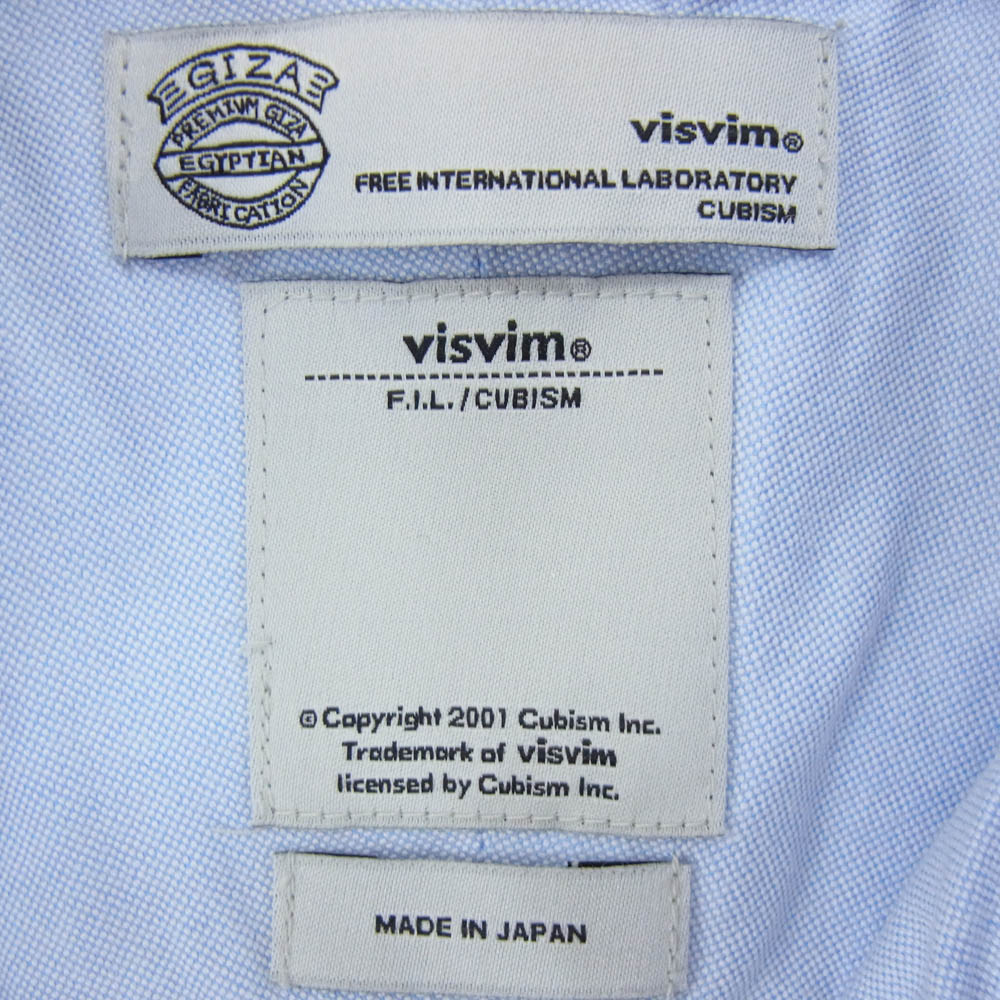 GIZA
PREMIUM GIZA
EGYPTIAN
FABRICATION
visvim®
FREE INTERNATIONAL LABORATORY
CUBISM
visvim®
F.I.L./CUBISM
© Copyright 2001 Cubism Inc.
Trademark of visvim
licensed by Cubism Inc.
MADE IN JAPAN